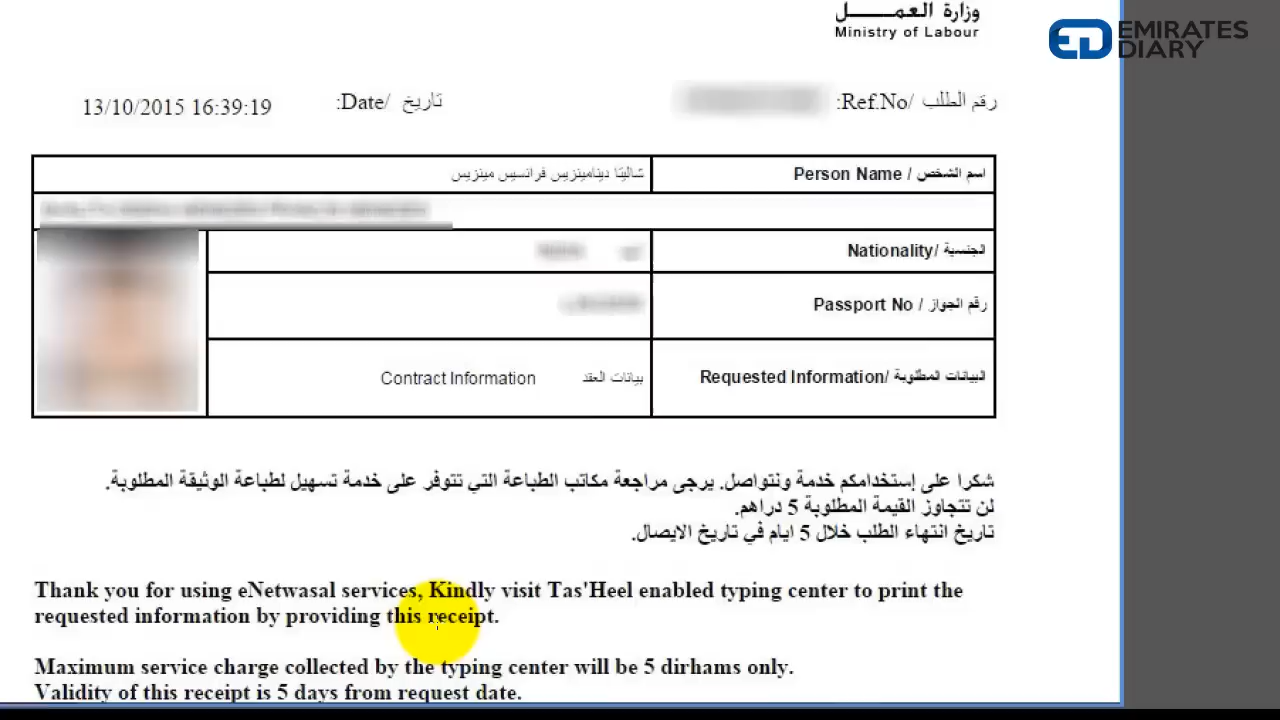 وزارة العمـــــل
Ministry of Labour
EMIRATES
DIARY
رقم الطلب /Ref.No:
تاريخ /Date:
13/10/2015 16:39:19
اسم الشخص / Person Name
شاليتا دينامينزيس فرانسيس مينزيس
الجنسية /Nationality
رقم الجواز / Passport No
البيانات المطلوبة /Requested Information
بيانات العقد Contract Information
شكرا على إستخدامكم خدمة ونتواصل. يرجى مراجعة مكاتب الطباعة التي تتوفر على خدمة تسهيل لطباعة الوثيقة المطلوبة.
لن تتجاوز القيمة المطلوبة 5 دراهم.
تاريخ انتهاء الطلب خلال 5 ايام في تاريخ الايصال.
Thank you for using eNetwasal services, Kindly visit Tas'Heel enabled typing center to print the
requested information by providing this receipt.
Maximum service charge collected by the typing center will be 5 dirhams only.
Validity of this receipt is 5 days from request date.